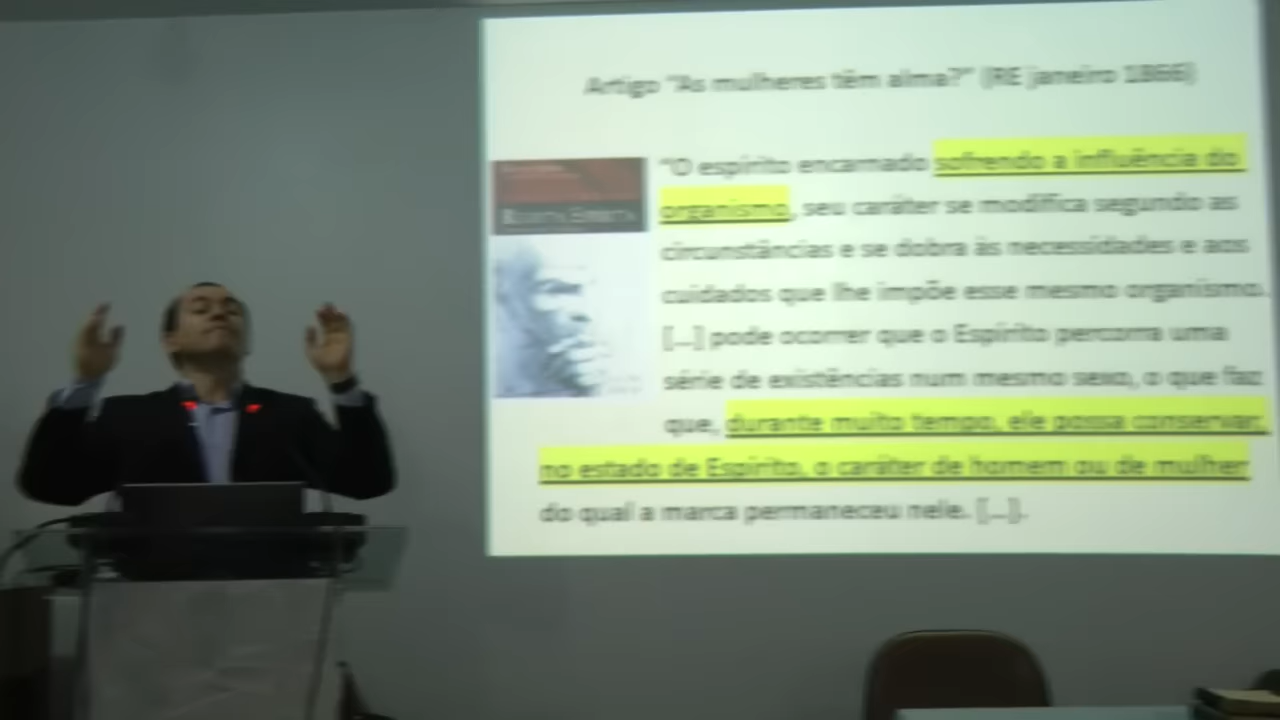 Artigo "As mulheres têm alma?" (RE janeiro 1866)
"O espírito encarnado sofrendo a influência do
organismo, seu caráter se modifica segundo as
circunstâncias e se dobra às necessidades e aos
cuidados que lhe impõe esse mesmo organismo.
[...] pode ocorrer que o Espírito percorra uma
série de existências num mesmo sexo, o que faz
que, durante muito tempo, ele possa conservar,
no estado de Espírito, o caráter de homem ou de mulher
do qual a marca permaneceu nele. [...].